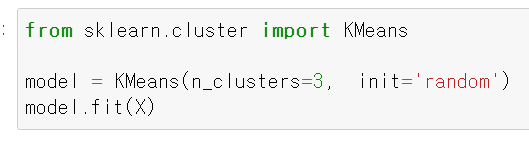 :
from sklearn.cluster import KMeans
model = KMeans(n_clusters=3,  init='random')
model.fit(X)